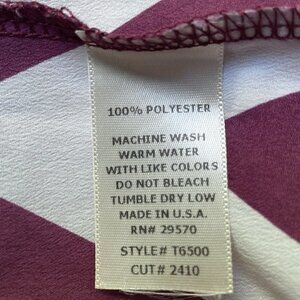 100% POLYESTER
MACHINE WASH
WARM WATER
WITH LIKE COLORS
DO NOT BLEACH
TUMBLE DRY LOW
MADE IN U.S.A.
RN# 29570
STYLE# T6500
CUT# 2410